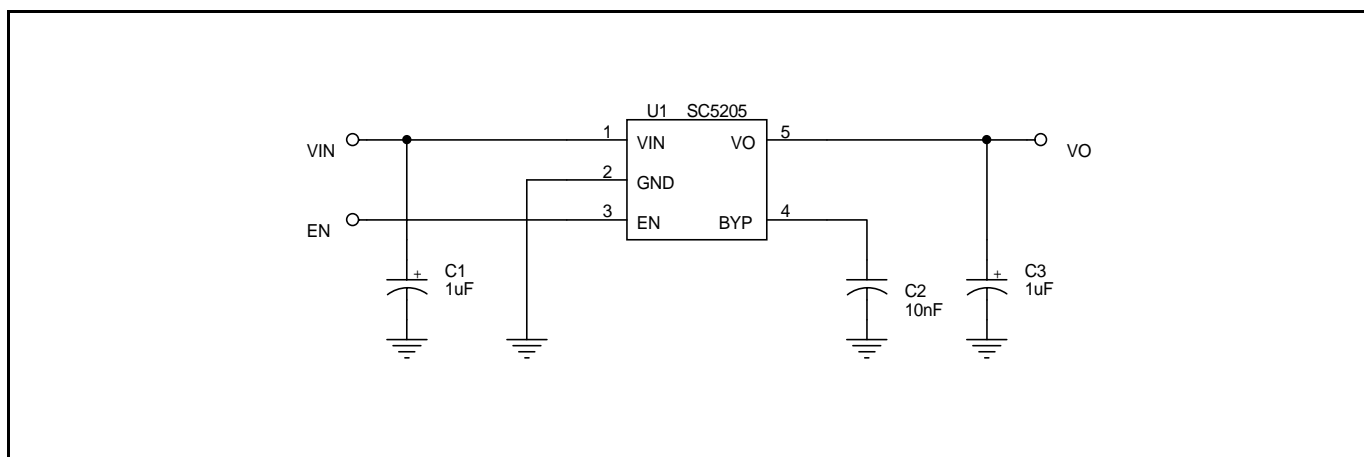 U1 SC5205
VIN
1
VIN
VO
5
VO
2
GND
EN
3
EN
BYP
4
+
C1
1uF
C2
10nF
+
C3
1uF